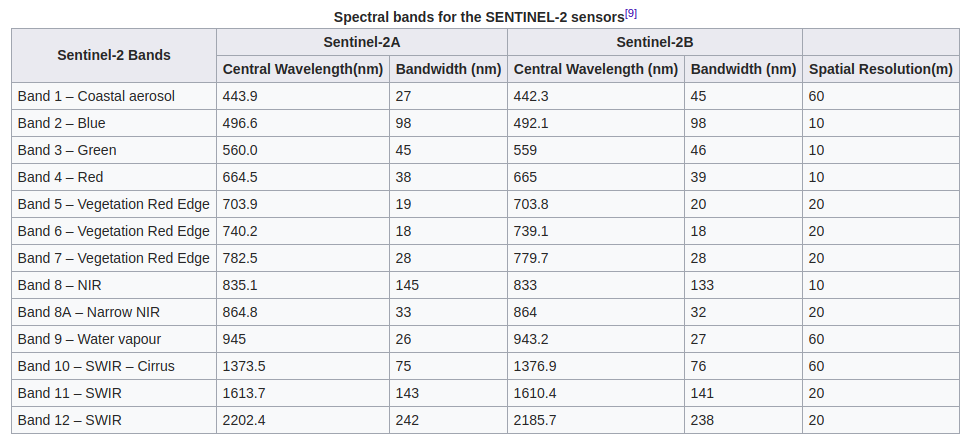 Spectral bands for the SENTINEL-2 sensors[9]
Sentinel-2 Bands Sentinel-2A Sentinel-2B
Central Wavelength(nm) Bandwidth (nm) Central Wavelength (nm) Bandwidth (nm) Spatial Resolution(m)
Band 1 – Coastal aerosol 443.9 27 442.3 45 60
Band 2 – Blue 496.6 98 492.1 98 10
Band 3 – Green 560.0 45 559 46 10
Band 4 – Red 664.5 38 665 39 10
Band 5 – Vegetation Red Edge 703.9 19 703.8 20 20
Band 6 – Vegetation Red Edge 740.2 18 739.1 18 20
Band 7 – Vegetation Red Edge 782.5 28 779.7 28 20
Band 8 – NIR 835.1 145 833 133 10
Band 8A – Narrow NIR 864.8 33 864 32 20
Band 9 – Water vapour 945 26 943.2 27 60
Band 10 – SWIR – Cirrus 1373.5 75 1376.9 76 60
Band 11 – SWIR 1613.7 143 1610.4 141 20
Band 12 – SWIR 2202.4 242 2185.7 238 20